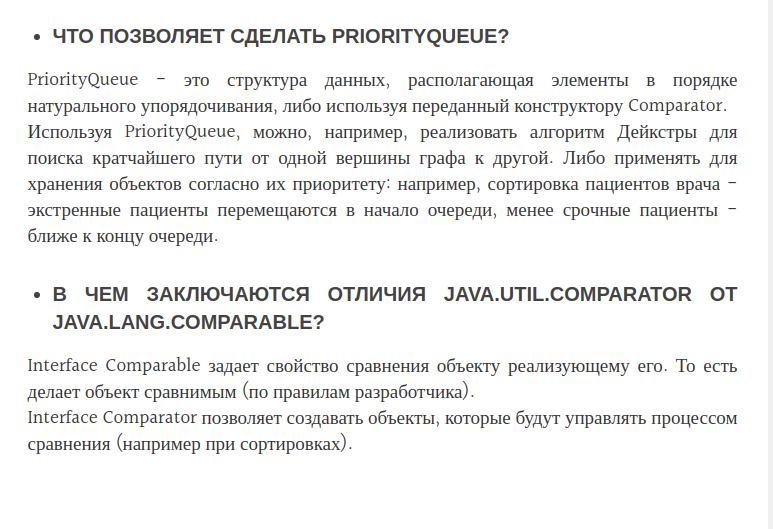 • ЧТО ПОЗВОЛЯЕТ СДЕЛАТЬ PRIORITYQUEUE?
PriorityQueue – это структура данных, располагающая элементы в порядке
натурального упорядочивания, либо используя переданный конструктору Comparator.
Используя PriorityQueue, можно, например, реализовать алгоритм Дейкстры для
поиска кратчайшего пути от одной вершины графа к другой. Либо применять для
хранения объектов согласно их приоритету: например, сортировка пациентов врача –
экстренные пациенты перемещаются в начало очереди, менее срочные пациенты –
ближе к концу очереди.
• В ЧЕМ ЗАКЛЮЧАЮТСЯ ОТЛИЧИЯ JAVA.UTIL.COMPARATOR ОТ
JAVA.LANG.COMPARABLE?
Interface Comparable задает свойство сравнения объекту реализующему его. То есть
делает объект сравнимым (по правилам разработчика).
Interface Comparator позволяет создавать объекты, которые будут управлять процессом
сравнения (например при сортировках).